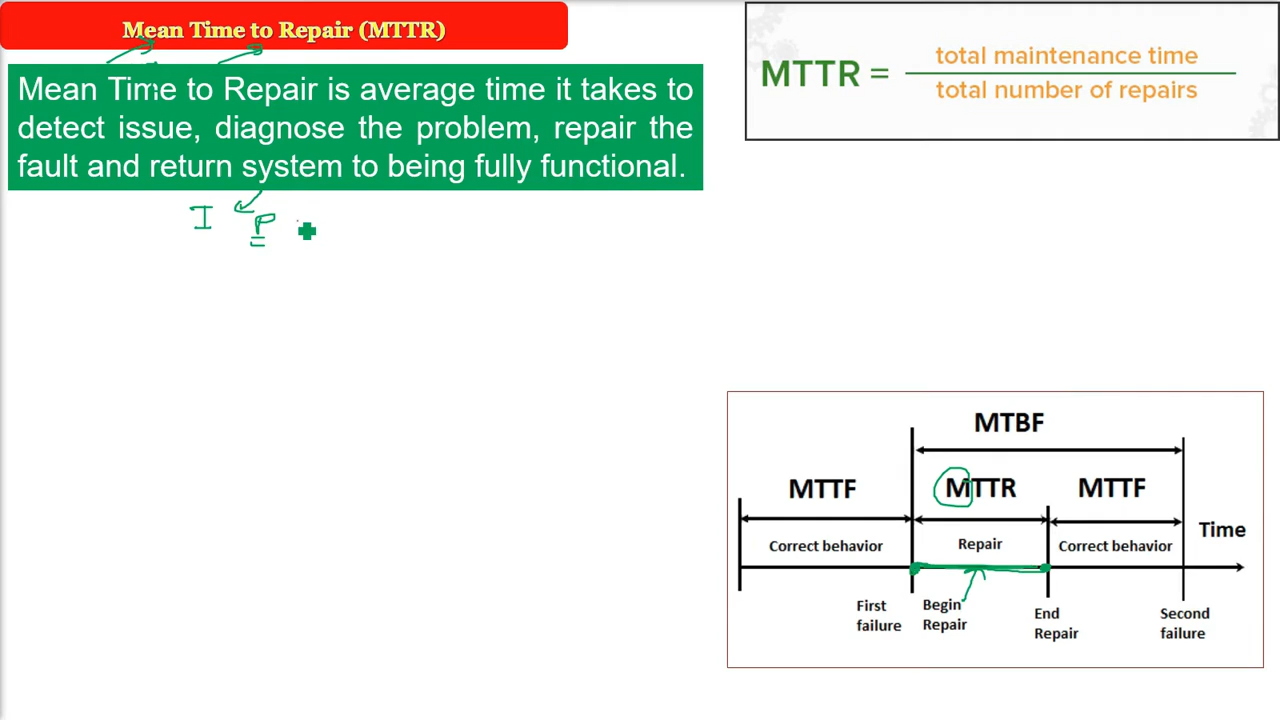 Mean Time to Repair (MTTR)
Mean Time to Repair is average time it takes to
detect issue, diagnose the problem, repair the
fault and return system to being fully functional.
I P
MTTR = total maintenance time
total number of repairs
MTBF
MTTF MTTR MTTF
Time
Correct behavior Repair Correct behavior
First
failure
Begin
Repair
End
Repair
Second
failure